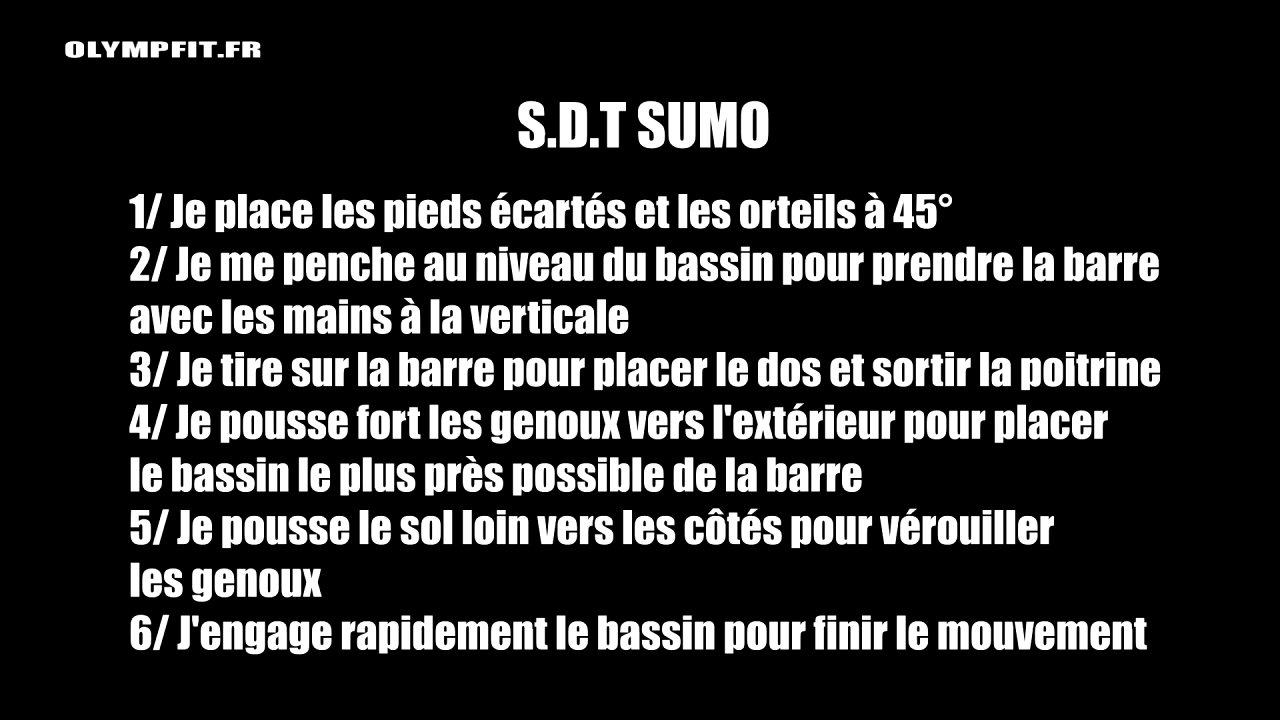 OLYMPFIT.FR
S.D.T SUMO
1/ Je place les pieds écartés et les orteils à 45°
2/ Je me penche au niveau du bassin pour prendre la barre
avec les mains à la verticale
3/ Je tire sur la barre pour placer le dos et sortir la poitrine
4/ Je pousse fort les genoux vers l'extérieur pour placer
le bassin le plus près possible de la barre
5/ Je pousse le sol loin vers les côtés pour vérouiller
les genoux
6/ J'engage rapidement le bassin pour finir le mouvement